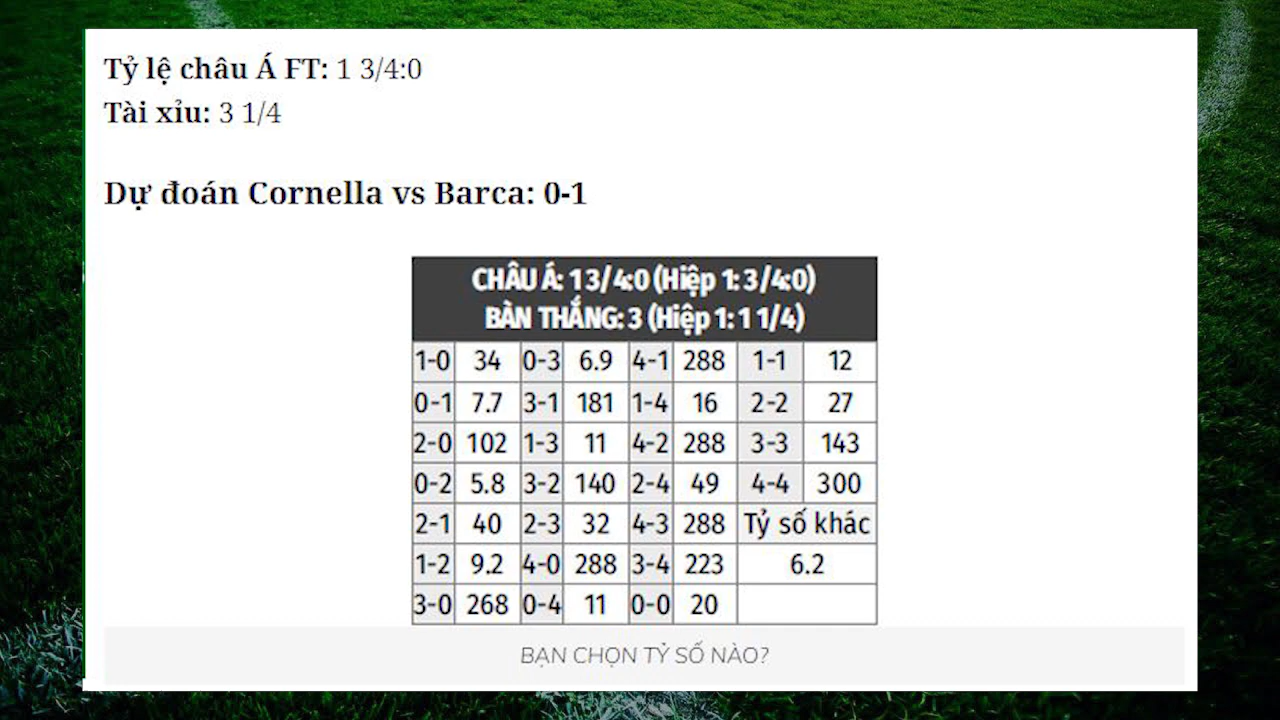 Tỷ lệ châu Á FT: 1 3/4:0
Tài xỉu: 3 1/4
Dự đoán Cornella vs Barca: 0-1
CHÂU Á: 1 3/4:0 (Hiệp 1: 3/4:0)
BÀN THẮNG: 3 (Hiệp 1: 1 1/4)
1-0 34 0-3 6.9 4-1 288 1-1 12
0-1 7.7 3-1 181 1-4 16 2-2 27
2-0 102 1-3 11 4-2 288 3-3 143
0-2 5.8 3-2 140 2-4 49 4-4 300
2-1 40 2-3 32 4-3 288 Tỷ số khác
1-2 9.2 4-0 288 3-4 223 6.2
3-0 268 0-4 11 0-0 20
BẠN CHỌN TỶ SỐ NÀO?